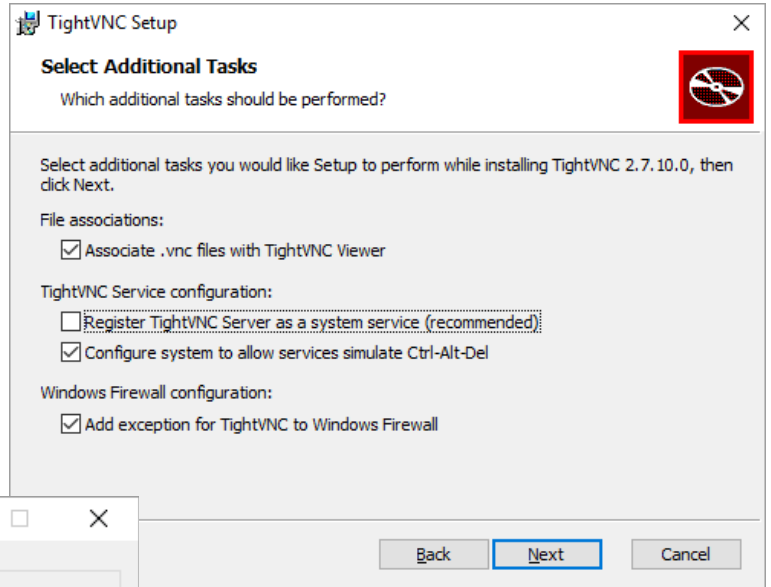 TightVNC Setup
Select Additional Tasks
Which additional tasks should be performed?
Select additional tasks you would like Setup to perform while installing TightVNC 2.7.10.0, then
click Next.
File associations:
Associate .vnc files with TightVNC Viewer
TightVNC Service configuration:
Register TightVNC Server as a system service (recommended)
Configure system to allow services simulate Ctrl-Alt-Del
Windows Firewall configuration:
Add exception for TightVNC to Windows Firewall
Back Next Cancel